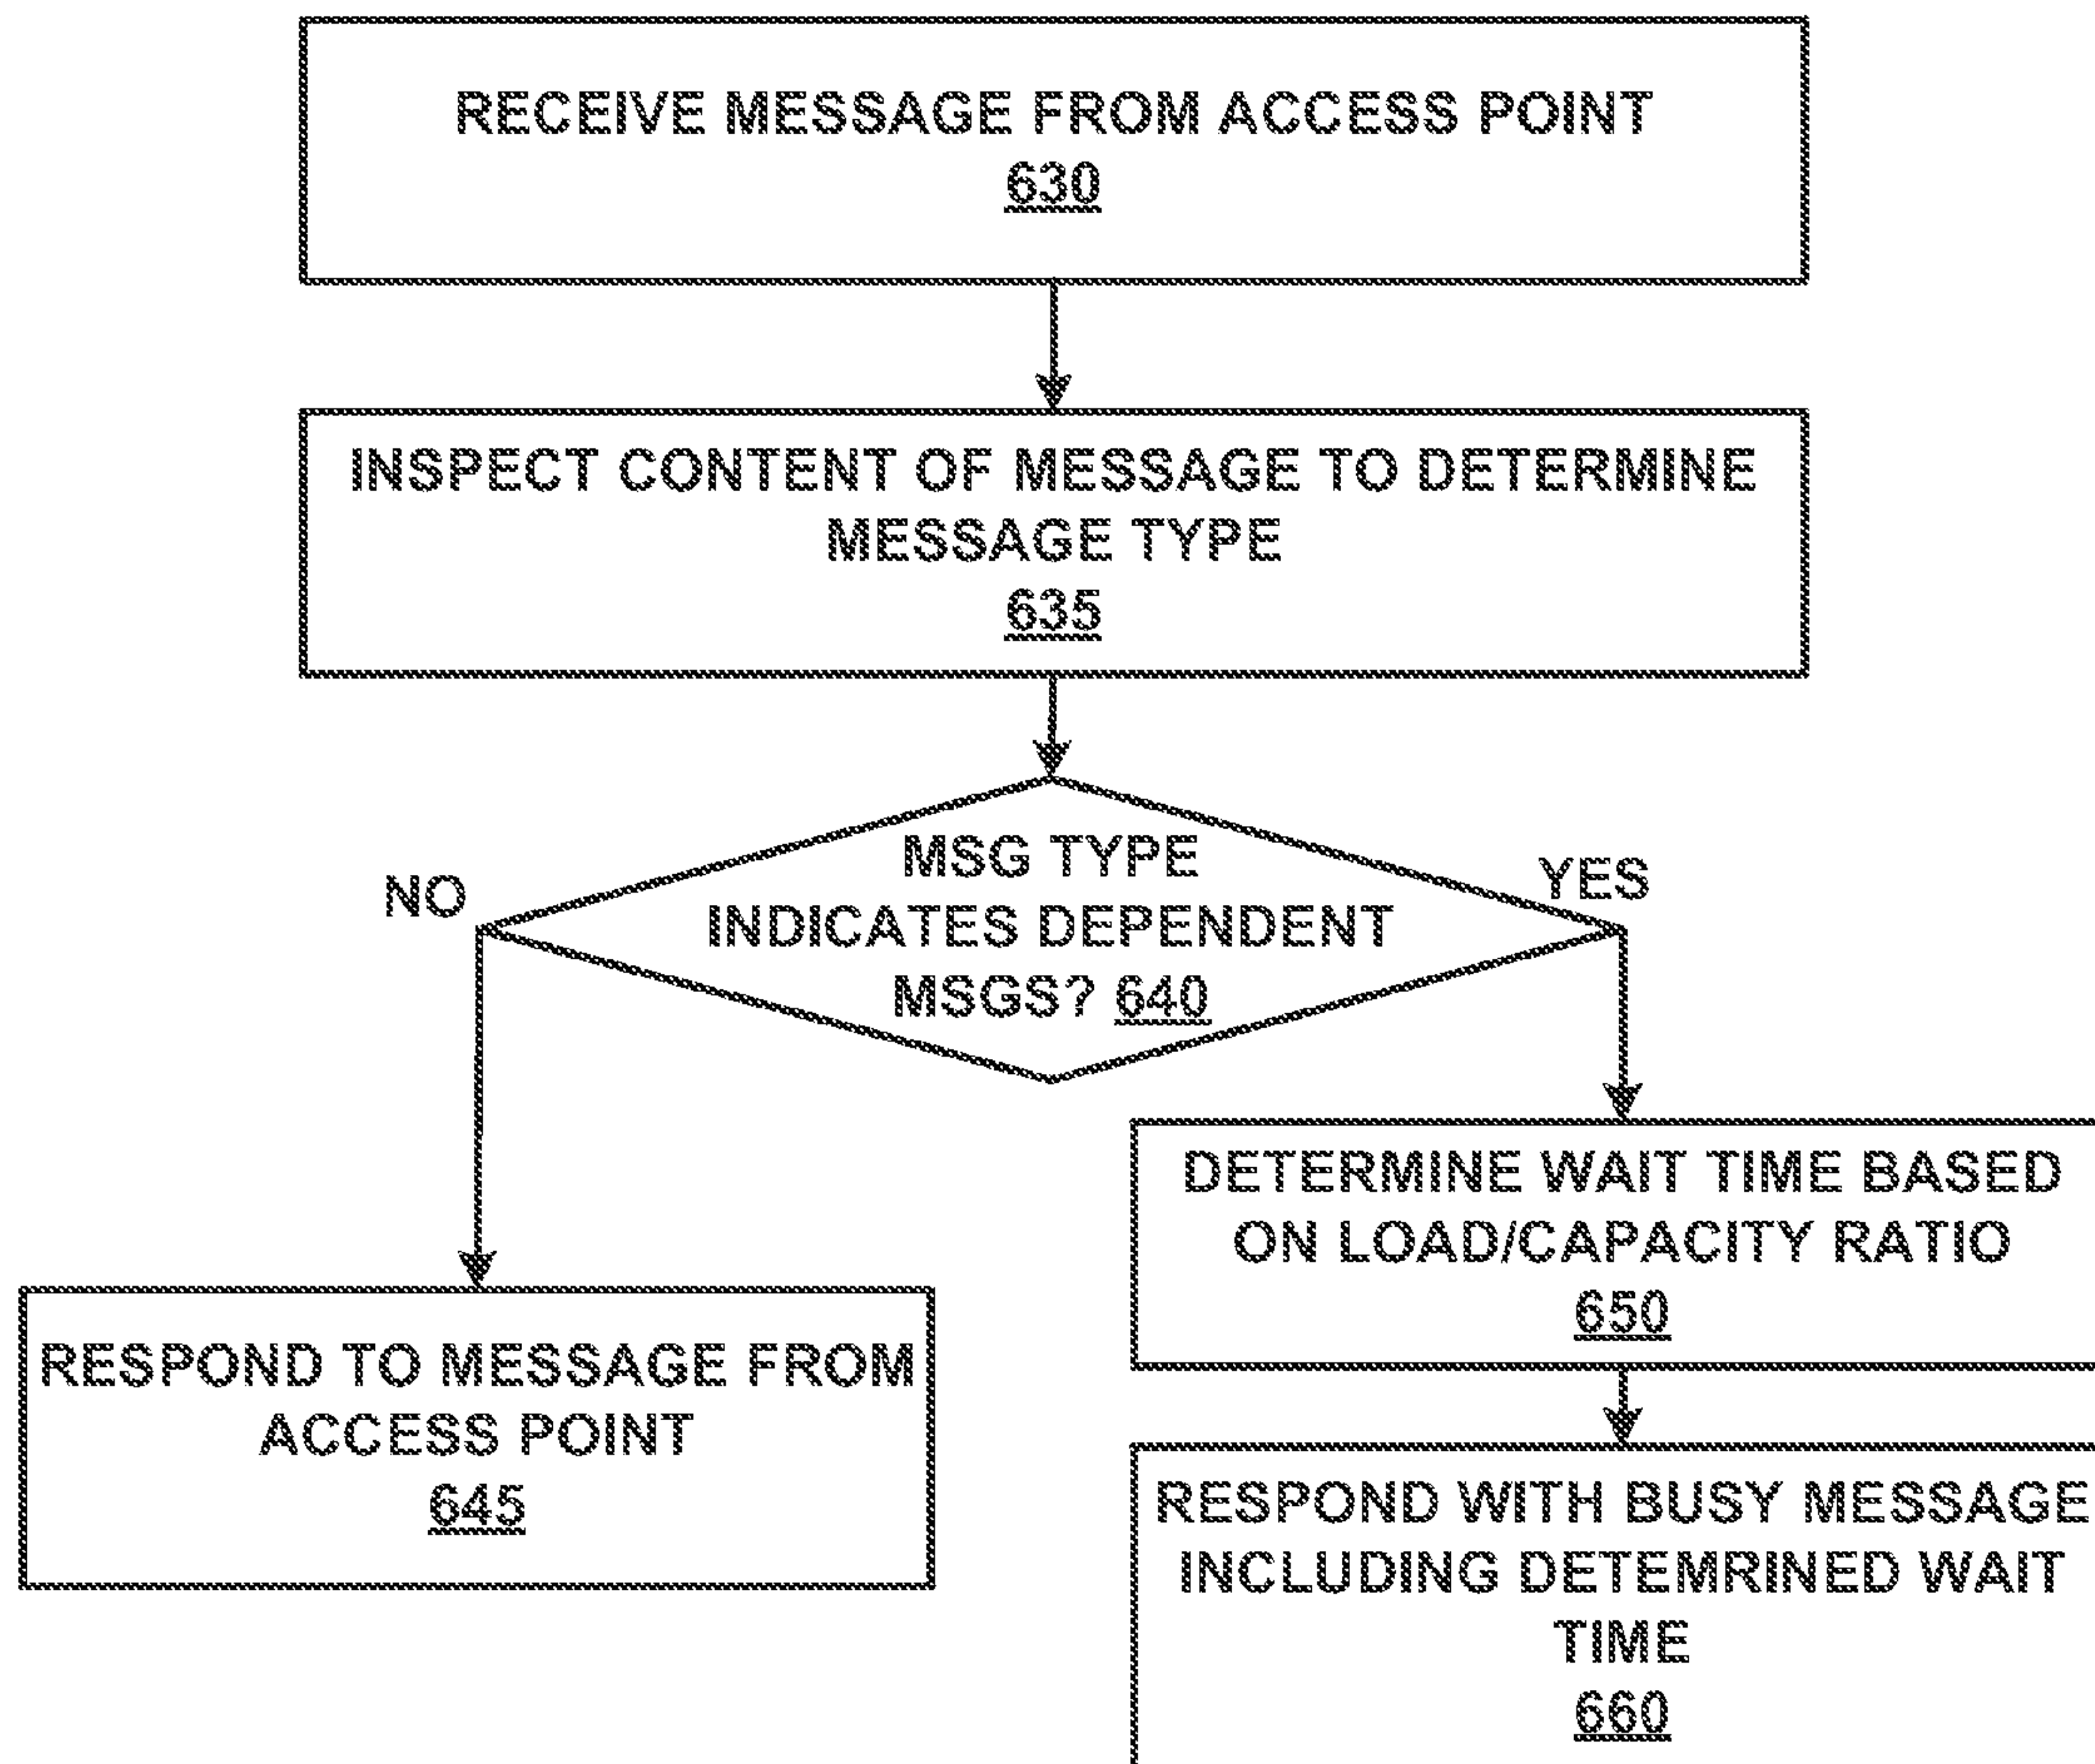 RECEIVE MESSAGE FROM ACCESS POINT
630
INSPECT CONTENT OF MESSAGE TO DETERMINE
MESSAGE TYPE
635
MSG TYPE
INDICATES DEPENDENT
MSGS? 640
NO
YES
RESPOND TO MESSAGE FROM
ACCESS POINT
645
DETERMINE WAIT TIME BASED
ON LOAD/CAPACITY RATIO
650
RESPOND WITH BUSY MESSAGE
INCLUDING DETEMRINED WAIT
TIME
660